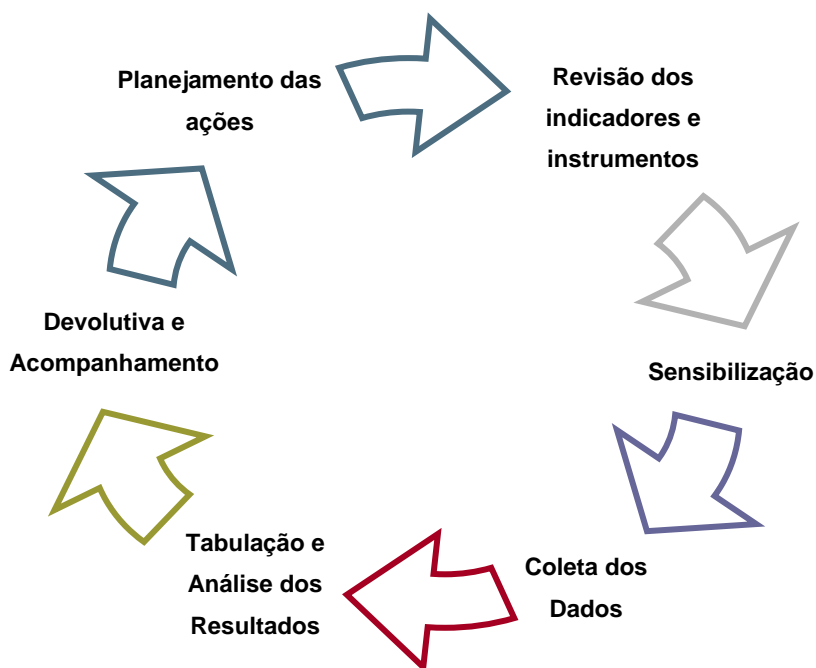 Planejamento das
ações
Revisão dos
indicadores e
instrumentos
Sensibilização
Coleta dos
Dados
Tabulação e
Análise dos
Resultados
Devolutiva e
Acompanhamento